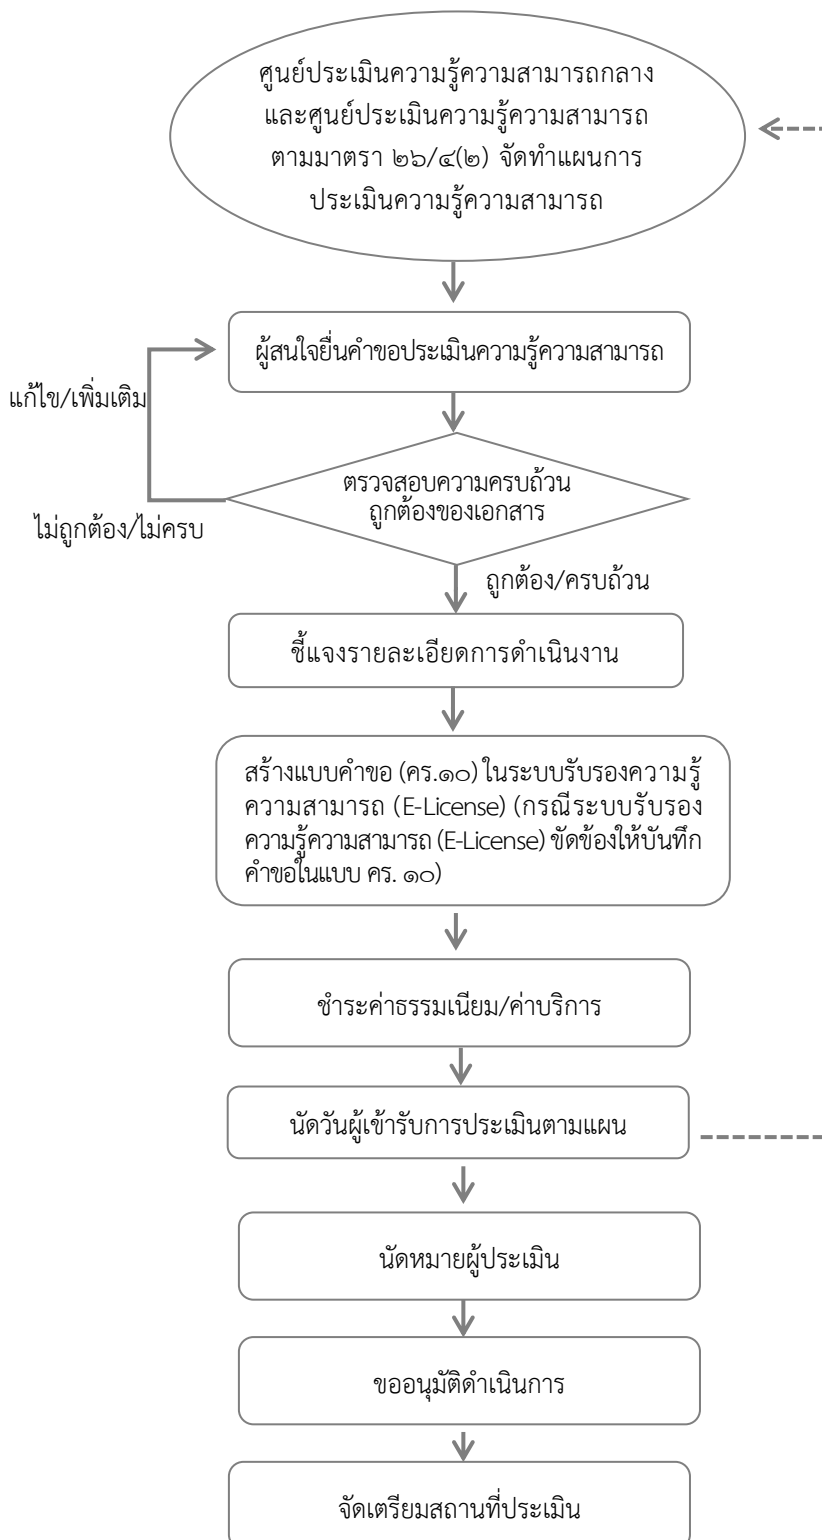 ศูนย์ประเมินความรู้ความสามารถกลาง
และศูนย์ประเมินความรู้ความสามารถ
ตามมาตรา ๒๖/๔(๒) จัดทำแผนการ
ประเมินความรู้ความสามารถ
ผู้สนใจยื่นคำขอประเมินความรู้ความสามารถ
แก้ไข/เพิ่มเติม
ตรวจสอบความครบถ้วน
ถูกต้องของเอกสาร
ไม่ถูกต้อง/ไม่ครบ
ถูกต้อง/ครบถ้วน
ชี้แจงรายละเอียดการดำเนินงาน
สร้างแบบคำขอ (คร.๑๐) ในระบบรับรองความรู้
ความสามารถ (E-License) (กรณีระบบรับรอง
ความรู้ความสามารถ (E-License) ขัดข้องให้บันทึก
คำขอในแบบ คร. ๑๐)
ชำระค่าธรรมเนียม/ค่าบริการ
นัดวันผู้เข้ารับการประเมินตามแผน
นัดหมายผู้ประเมิน
ขออนุมัติดำเนินการ
จัดเตรียมสถานที่ประเมิน